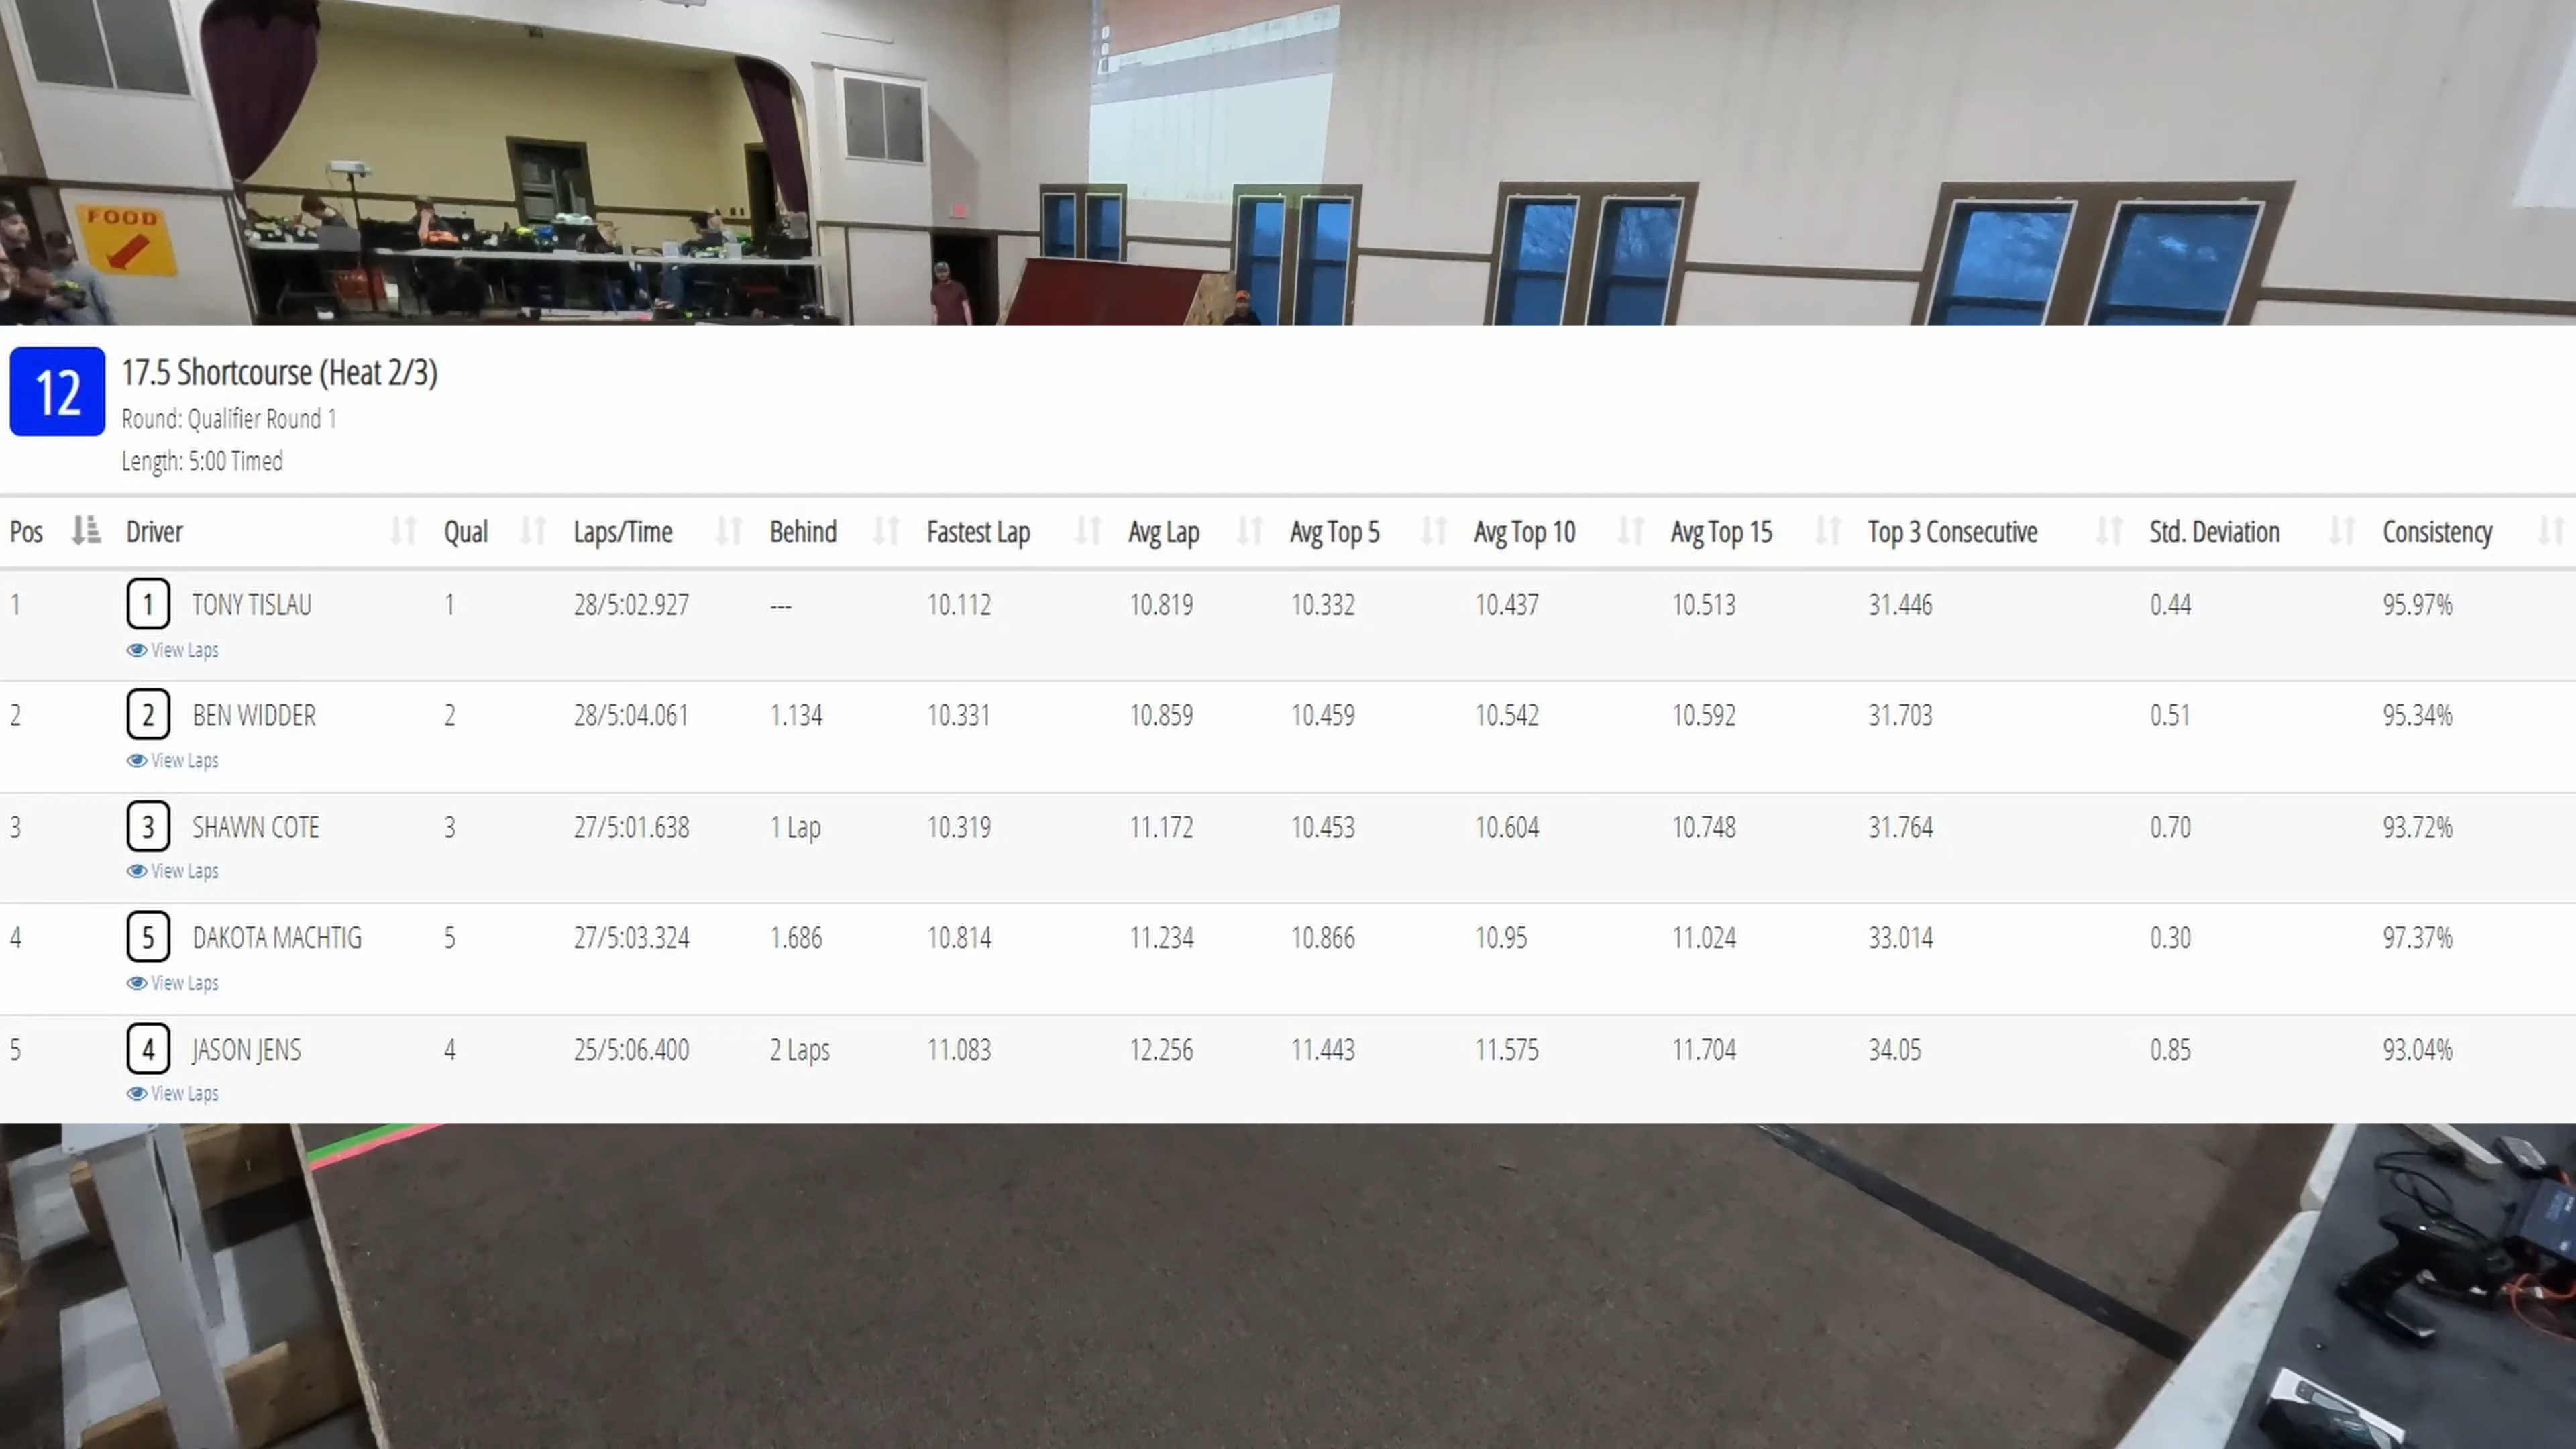 FOOD
12
17.5 Shortcourse (Heat 2/3)
Round: Qualifier Round 1
Length: 5:00 Timed
Pos Driver Qual Laps/Time Behind Fastest Lap Avg Lap Avg Top 5 Avg Top 10 Avg Top 15 Top 3 Consecutive Std. Deviation Consistency
1 1 TONY TISLAU 1 28/5:02.927 --- 10.112 10.819 10.332 10.437 10.513 31.446 0.44 95.97%
View Laps
2 2 BEN WIDDER 2 28/5:04.061 1.134 10.331 10.859 10.459 10.542 10.592 31.703 0.51 95.34%
View Laps
3 3 SHAWN COTE 3 27/5:01.638 1 Lap 10.319 11.172 10.453 10.604 10.748 31.764 0.70 93.72%
View Laps
4 5 DAKOTA MACHTIG 5 27/5:03.324 1.686 10.814 11.234 10.866 10.95 11.024 33.014 0.30 97.37%
View Laps
5 4 JASON JENS 4 25/5:06.400 2 Laps 11.083 12.256 11.443 11.575 11.704 34.05 0.85 93.04%
View Laps